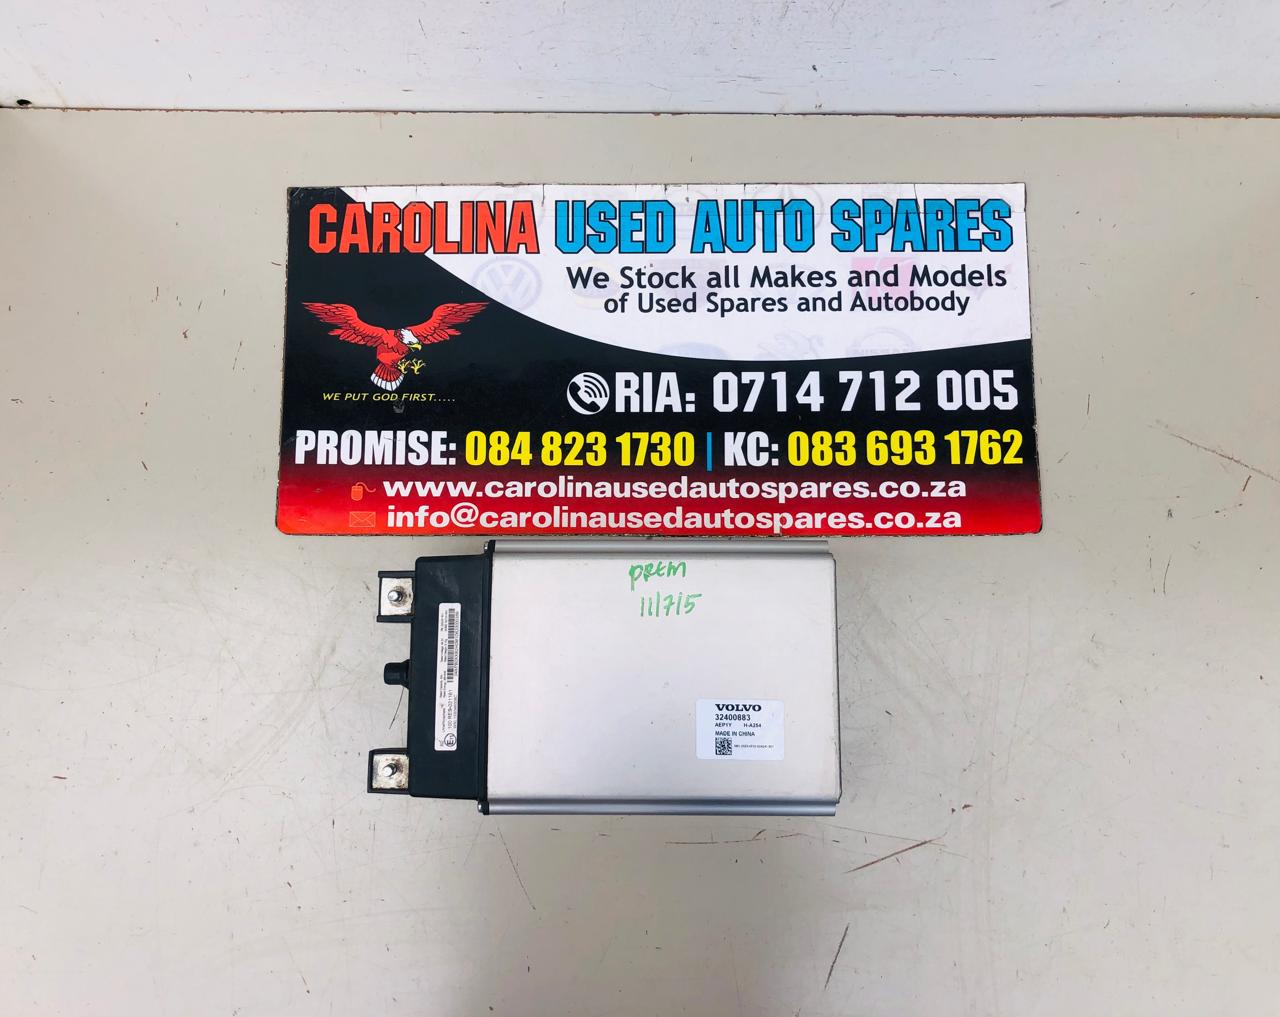 CAROLINA USED AUTO SPARES
We Stock all Makes and Models
of Used Spares and Autobody
WE PUT GOD FIRST.....
RIA: 0714 712 005
PROMISE: 084 823 1730 | KC: 083 693 1762
www.carolinausedautospares.co.za
info@carolinausedautospares.co.za
PREM
11/7/5
VOLVO
32400883
AEP1Y H-A254
MADE IN CHINA